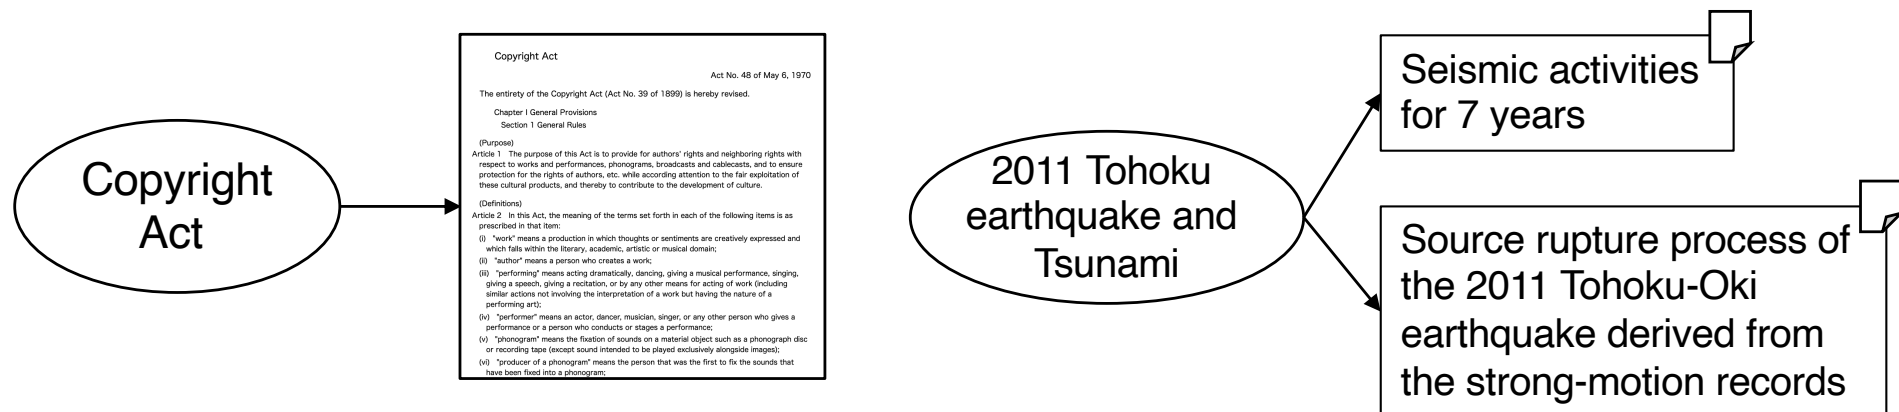 Copyright
Act
Copyright Act
Act No. 48 of May 6, 1970
The entirety of the Copyright Act (Act No. 39 of 1899) is hereby revised.
Chapter I General Provisions
Section 1 General Rules
(Purpose)
Article 1 The purpose of this Act is to provide for authors' rights and neighboring rights with
respect to works and performances, phonograms, broadcasts and cablecasts, and to ensure
protection for the rights of authors, etc. while according attention to the fair exploitation of
these cultural products, and thereby to contribute to the development of culture.
(Definitions)
Article 2 In this Act, the meaning of the terms set forth in each of the following items is as
prescribed in that item:
(i) "work" means a production in which thoughts or sentiments are creatively expressed and
which falls within the literary, academic, artistic or musical domain;
(ii) "author" means a person who creates a work;
(iii) "performing" means acting dramatically, dancing, giving a musical performance, singing,
giving a speech, giving a recitation, or by any other means for acting of work (including
similar actions not involving the interpretation of a work but having the nature of a
performing art);
(iv) "performer" means an actor, dancer, musician, singer, or any other person who gives a
performance or a person who conducts or stages a performance;
(v) "phonogram" means the fixation of sounds on a material object such as a phonograph disc
or recording tape (except sound intended to be played exclusively alongside images);
(vi) "producer of a phonogram" means the person that was the first to fix the sounds that
have been fixed into a phonogram;
2011 Tohoku
earthquake and
Tsunami
Seismic activities
for 7 years
Source rupture process of
the 2011 Tohoku-Oki
earthquake derived from
the strong-motion records